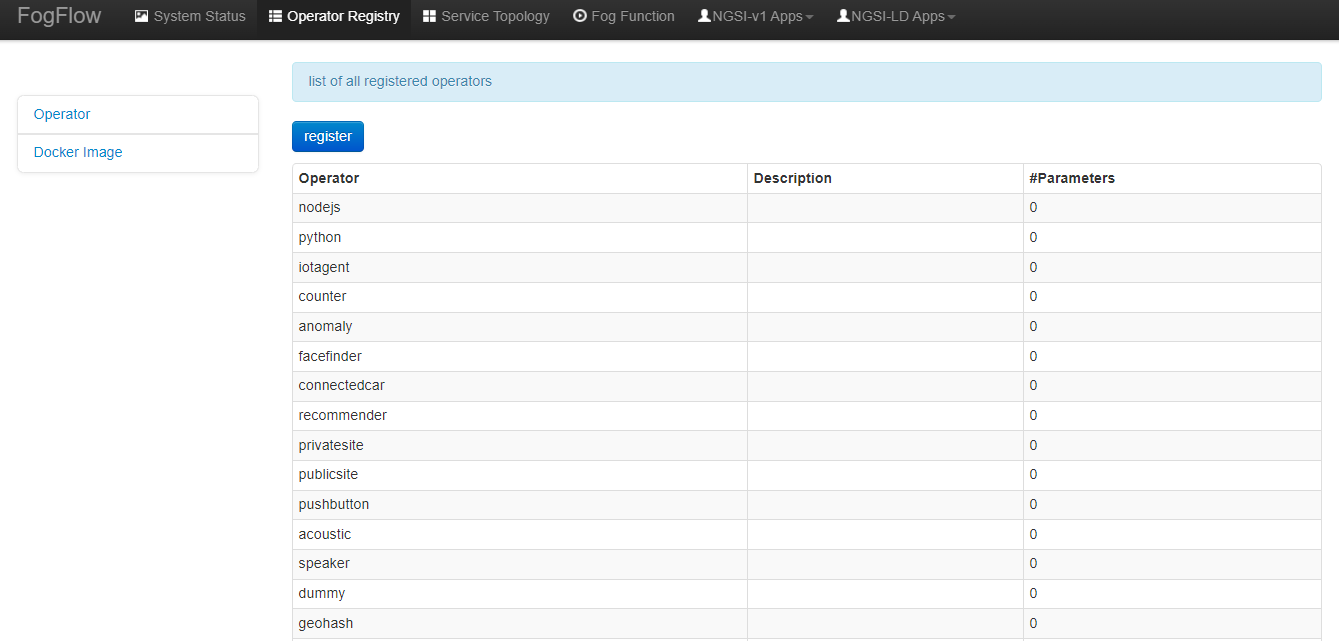 FogFlow System Status Operator Registry Service Topology Fog Function NGSI-v1 Apps NGSI-LD Apps
list of all registered operators
Operator
Docker Image
register
Operator Description #Parameters
nodejs 0
python 0
iotagent 0
counter 0
anomaly 0
facefinder 0
connectedcar 0
recommender 0
privatesite 0
publicsite 0
pushbutton 0
acoustic 0
speaker 0
dummy 0
geohash 0